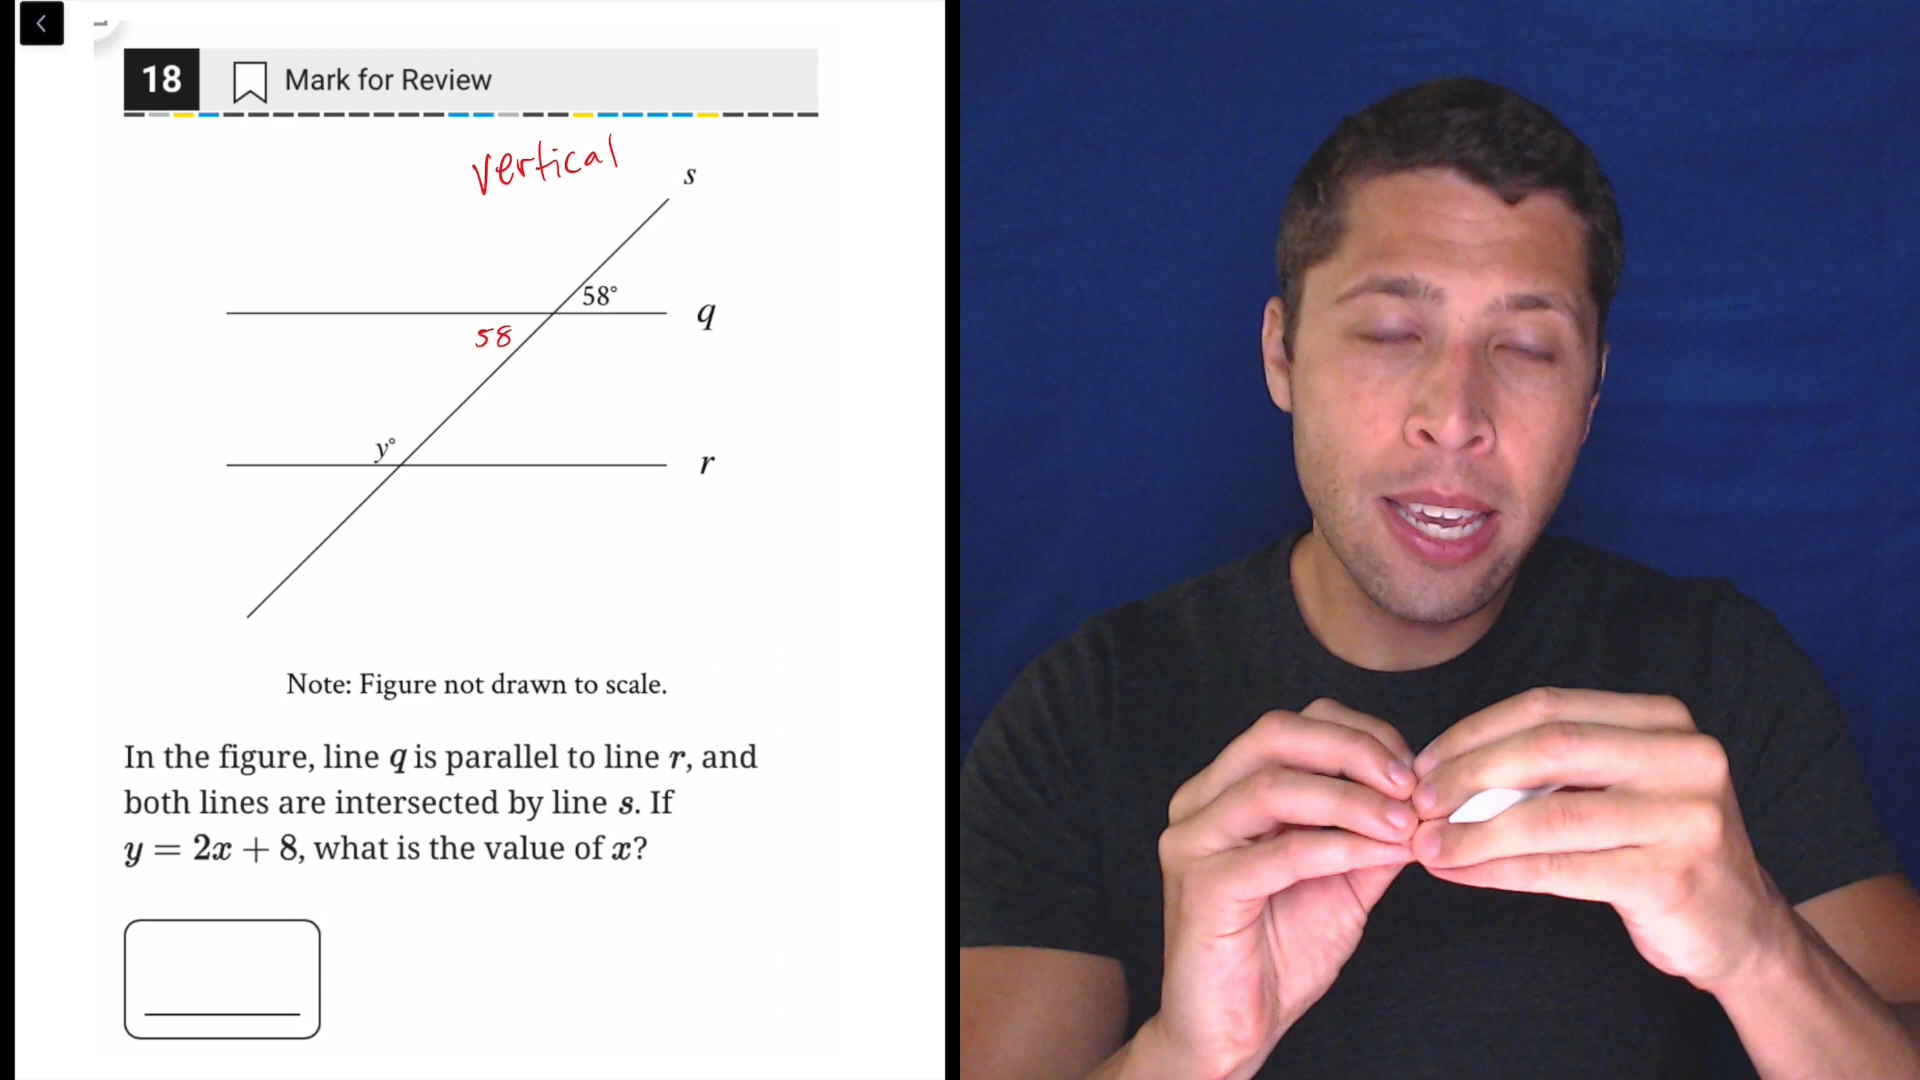 18 Mark for Review
vertical
s
58°
q
58
y°
r
Note: Figure not drawn to scale.
In the figure, line q is parallel to line r, and
both lines are intersected by line s. If
y = 2x + 8, what is the value of x?